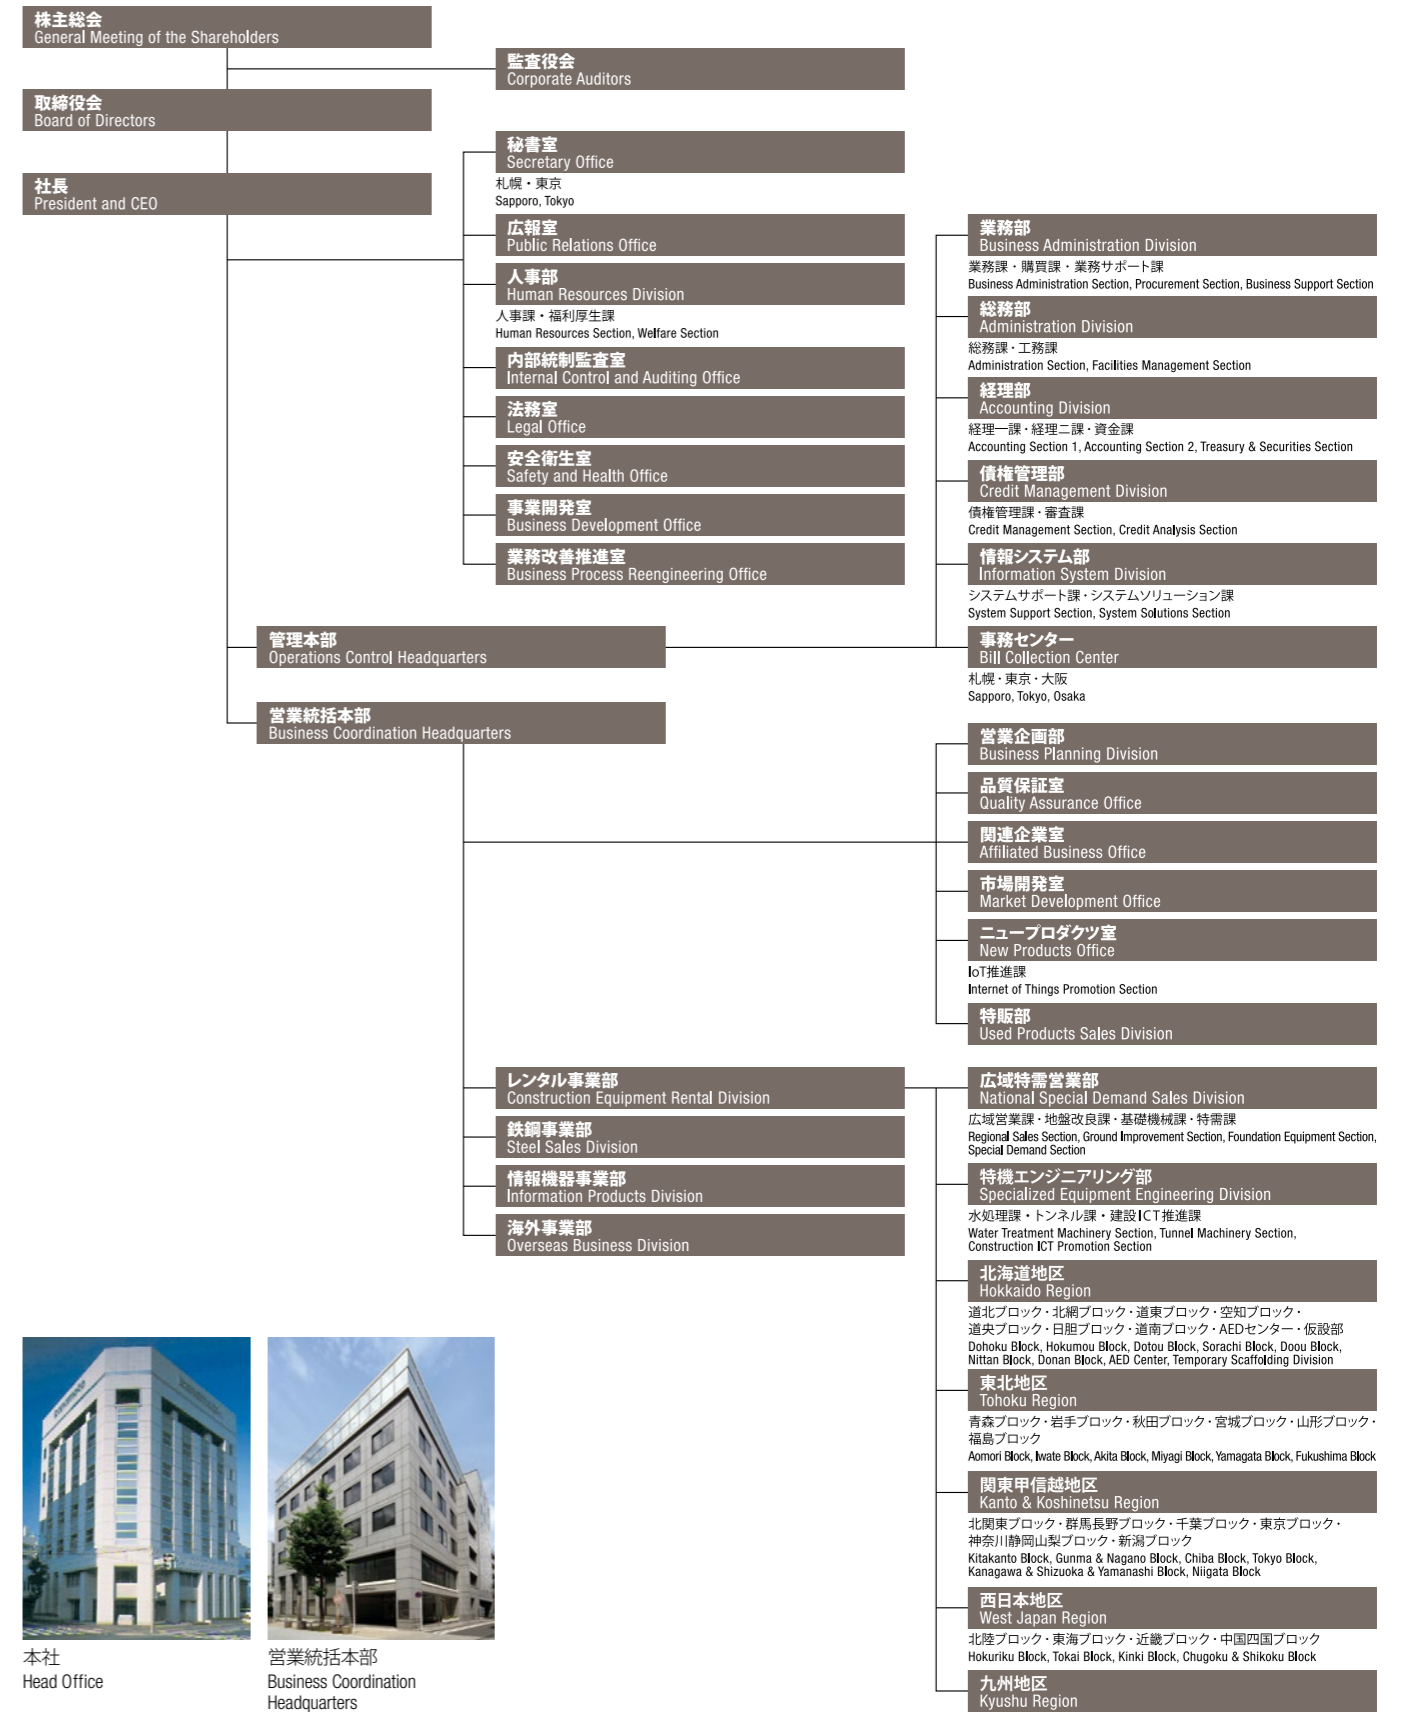 株主総会
General Meeting of the Shareholders
監査役会
Corporate Auditors
取締役会
Board of Directors
社長
President and CEO
秘書室
Secretary Office
札幌・東京
Sapporo, Tokyo
広報室
Public Relations Office
人事部
Human Resources Division
人事課・福利厚生課
Human Resources Section, Welfare Section
内部統制監査室
Internal Control and Auditing Office
法務室
Legal Office
安全衛生室
Safety and Health Office
事業開発室
Business Development Office
業務改善推進室
Business Process Reengineering Office
管理本部
Operations Control Headquarters
業務部
Business Administration Division
業務課・購買課・業務サポート課
Business Administration Section, Procurement Section, Business Support Section
総務部
Administration Division
総務課・工務課
Administration Section, Facilities Management Section
経理部
Accounting Division
経理一課・経理二課・資金課
Accounting Section 1, Accounting Section 2, Treasury & Securities Section
債権管理部
Credit Management Division
債権管理課・審査課
Credit Management Section, Credit Analysis Section
情報システム部
Information System Division
システムサポート課・システムソリューション課
System Support Section, System Solutions Section
事務センター
Bill Collection Center
札幌・東京・大阪
Sapporo, Tokyo, Osaka
営業統括本部
Business Coordination Headquarters
営業企画部
Business Planning Division
品質保証室
Quality Assurance Office
関連企業室
Affiliated Business Office
市場開発室
Market Development Office
ニュープロダクツ室
New Products Office
IoT推進課
Internet of Things Promotion Section
特販部
Used Products Sales Division
レンタル事業部
Construction Equipment Rental Division
鉄鋼事業部
Steel Sales Division
情報機器事業部
Information Products Division
海外事業部
Overseas Business Division
広域特需営業部
National Special Demand Sales Division
広域営業課・地盤改良課・基礎機械課・特需課
Regional Sales Section, Ground Improvement Section, Foundation Equipment Section,
Special Demand Section
特機エンジニアリング部
Specialized Equipment Engineering Division
水処理課・トンネル課・建設ICT推進課
Water Treatment Machinery Section, Tunnel Machinery Section,
Construction ICT Promotion Section
北海道地区
Hokkaido Region
道北ブロック・北網ブロック・道東ブロック・空知ブロック・
道央ブロック・日胆ブロック・道南ブロック・AEDセンター・仮設部
Dohoku Block, Hokumou Block, Dotou Block, Sorachi Block, Doou Block,
Nittan Block, Donan Block, AED Center, Temporary Scaffolding Division
東北地区
Tohoku Region
青森ブロック・岩手ブロック・秋田ブロック・宮城ブロック・山形ブロック・
福島ブロック
Aomori Block, Iwate Block, Akita Block, Miyagi Block, Yamagata Block, Fukushima Block
関東甲信越地区
Kanto & Koshinetsu Region
北関東ブロック・群馬長野ブロック・千葉ブロック・東京ブロック・
神奈川静岡山梨ブロック・新潟ブロック
Kitakanto Block, Gunma & Nagano Block, Chiba Block, Tokyo Block,
Kanagawa & Shizuoka & Yamanashi Block, Niigata Block
西日本地区
West Japan Region
北陸ブロック・東海ブロック・近畿ブロック・中国四国ブロック
Hokuriku Block, Tokai Block, Kinki Block, Chugoku & Shikoku Block
九州地区
Kyushu Region
本社
Head Office
営業統括本部
Business Coordination
Headquarters